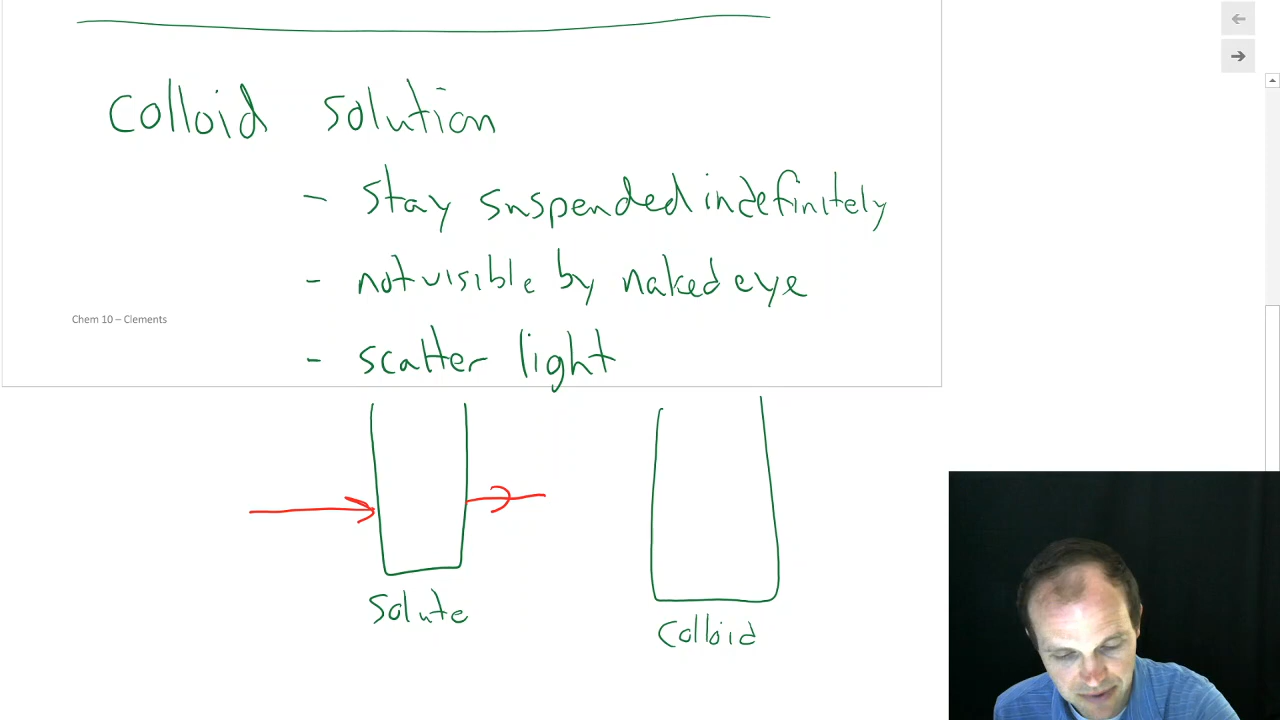 Colloid solution
- stay suspended indefinitely
- not visible by naked eye
Chem 10 – Clements
- scatter light
Solute
Colloid